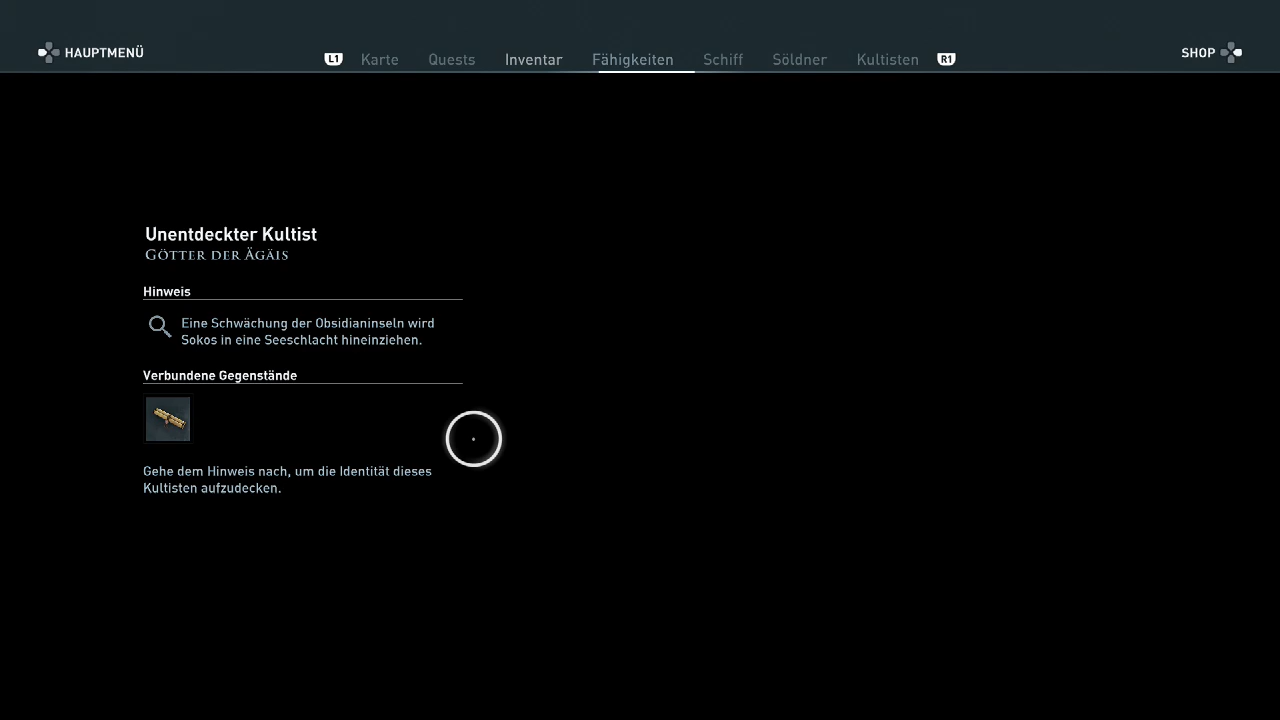 HAUPTMENÜ
L1 Karte Quests Inventar Fähigkeiten Schiff Söldner Kultisten R1
SHOP
Unentdeckter Kultist
GÖTTER DER ÄGÄIS
Hinweis
Eine Schwächung der Obsidianinseln wird
Sokos in eine Seeschlacht hineinziehen.
Verbundene Gegenstände
Gehe dem Hinweis nach, um die Identität dieses
Kultisten aufzudecken.